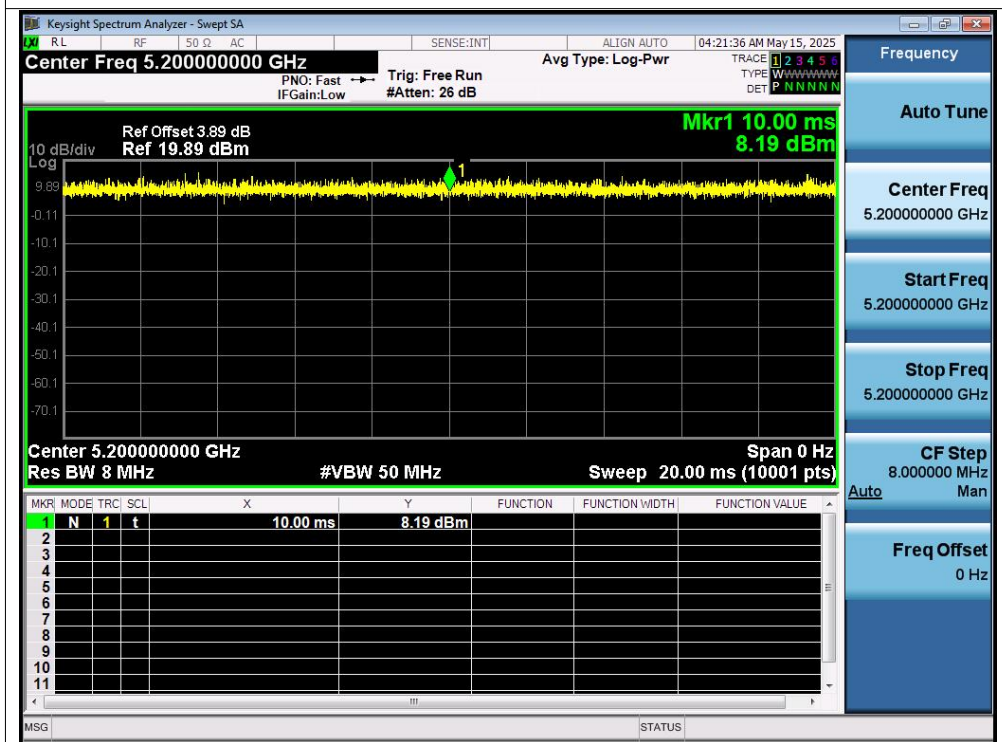 Keysight Spectrum Analyzer - Swept SA
LXI RL RF 50 Ω AC SENSE:INT ALIGN AUTO 04:21:36 AM May 15, 2025
Center Freq 5.200000000 GHz
PNO: Fast
IFGain:Low
Trig: Free Run
#Atten: 26 dB
Avg Type: Log-Pwr
TRACE 1 2 3 4 5 6
TYPE WWWWWW
DET P N N N N N
Mkr1 10.00 ms
8.19 dBm
Ref Offset 3.89 dB
10 dB/div Ref 19.89 dBm
Log
1
9.89
-0.11
-10.1
-20.1
-30.1
-40.1
-50.1
-60.1
-70.1
Center 5.200000000 GHz Span 0 Hz
Res BW 8 MHz #VBW 50 MHz Sweep 20.00 ms (10001 pts)
MKR MODE TRC SCL X Y FUNCTION FUNCTION WIDTH FUNCTION VALUE
1 N 1 t 10.00 ms 8.19 dBm
2
3
4
5
6
7
8
9
10
11
MSG STATUS
Frequency
Auto Tune
Center Freq
5.200000000 GHz
Start Freq
5.200000000 GHz
Stop Freq
5.200000000 GHz
CF Step
8.000000 MHz
Auto Man
Freq Offset
0 Hz